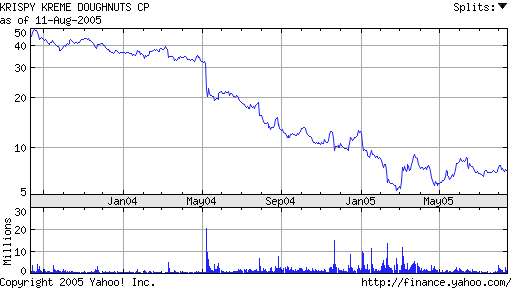 KRISPY KREME DOUGHNUTS CP Splits:▼
as of 11-Aug-2005
50
40
30
20
10
5
Jan04 May04 Sep04 Jan05 May05
30
20
10
0
Millions
Copyright 2005 Yahoo! Inc. http://finance.yahoo.com/